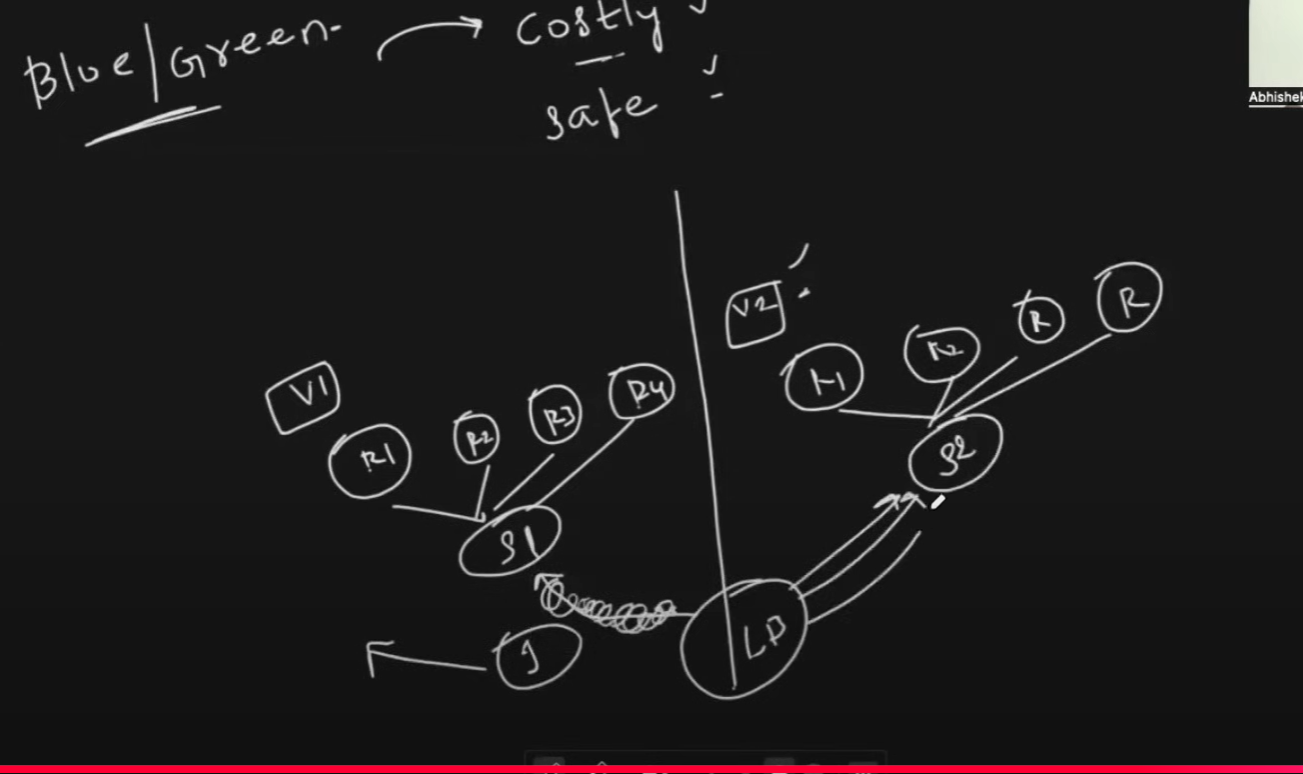 Blue/Green → Costly ✓
safe ✓
Abhishek
V2
V1
R1 R2 R3 R4
R1 R2 R R
S1
S2
LB